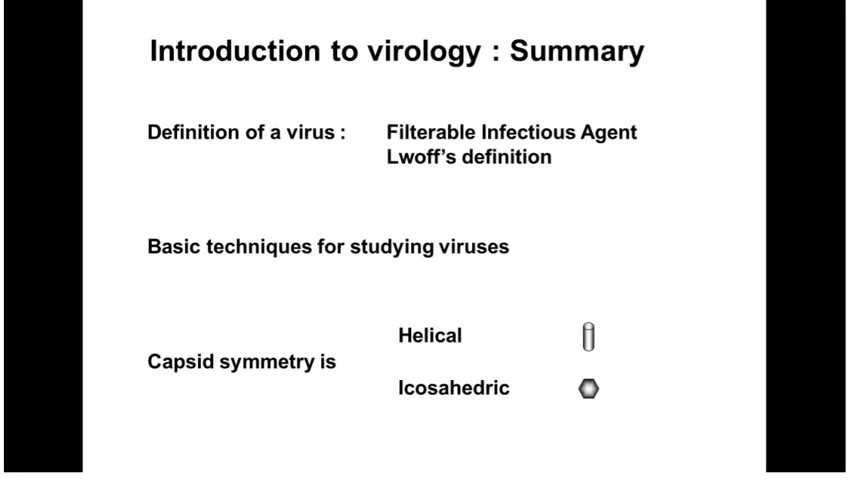 Introduction to virology : Summary
Definition of a virus : Filterable Infectious Agent
Lwoff's definition
Basic techniques for studying viruses
Helical
Capsid symmetry is
Icosahedric